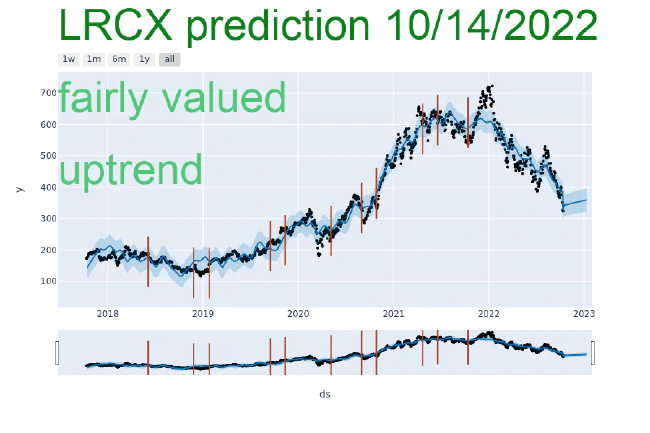 LRCX prediction 10/14/2022
1w 1m 6m 1y all
fairly valued
uptrend
700
600
500
400
300
200
100
y
2018 2019 2020 2021 2022 2023
ds